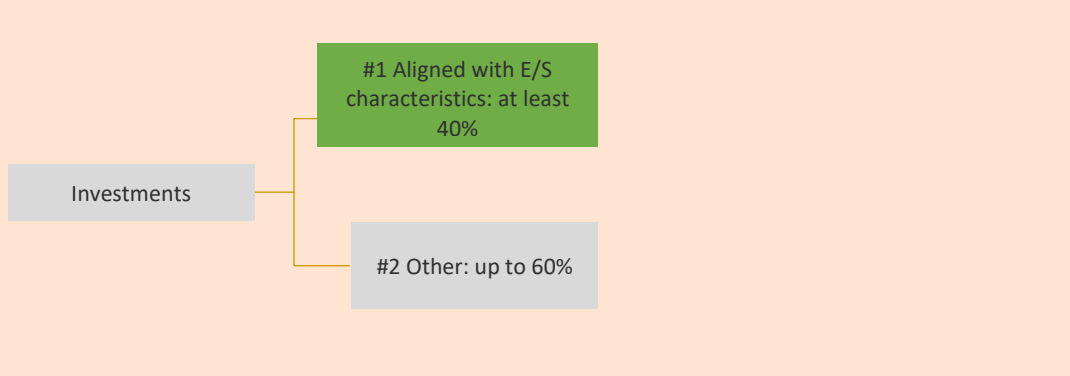 #1 Aligned with E/S
characteristics: at least
40%
Investments
#2 Other: up to 60%